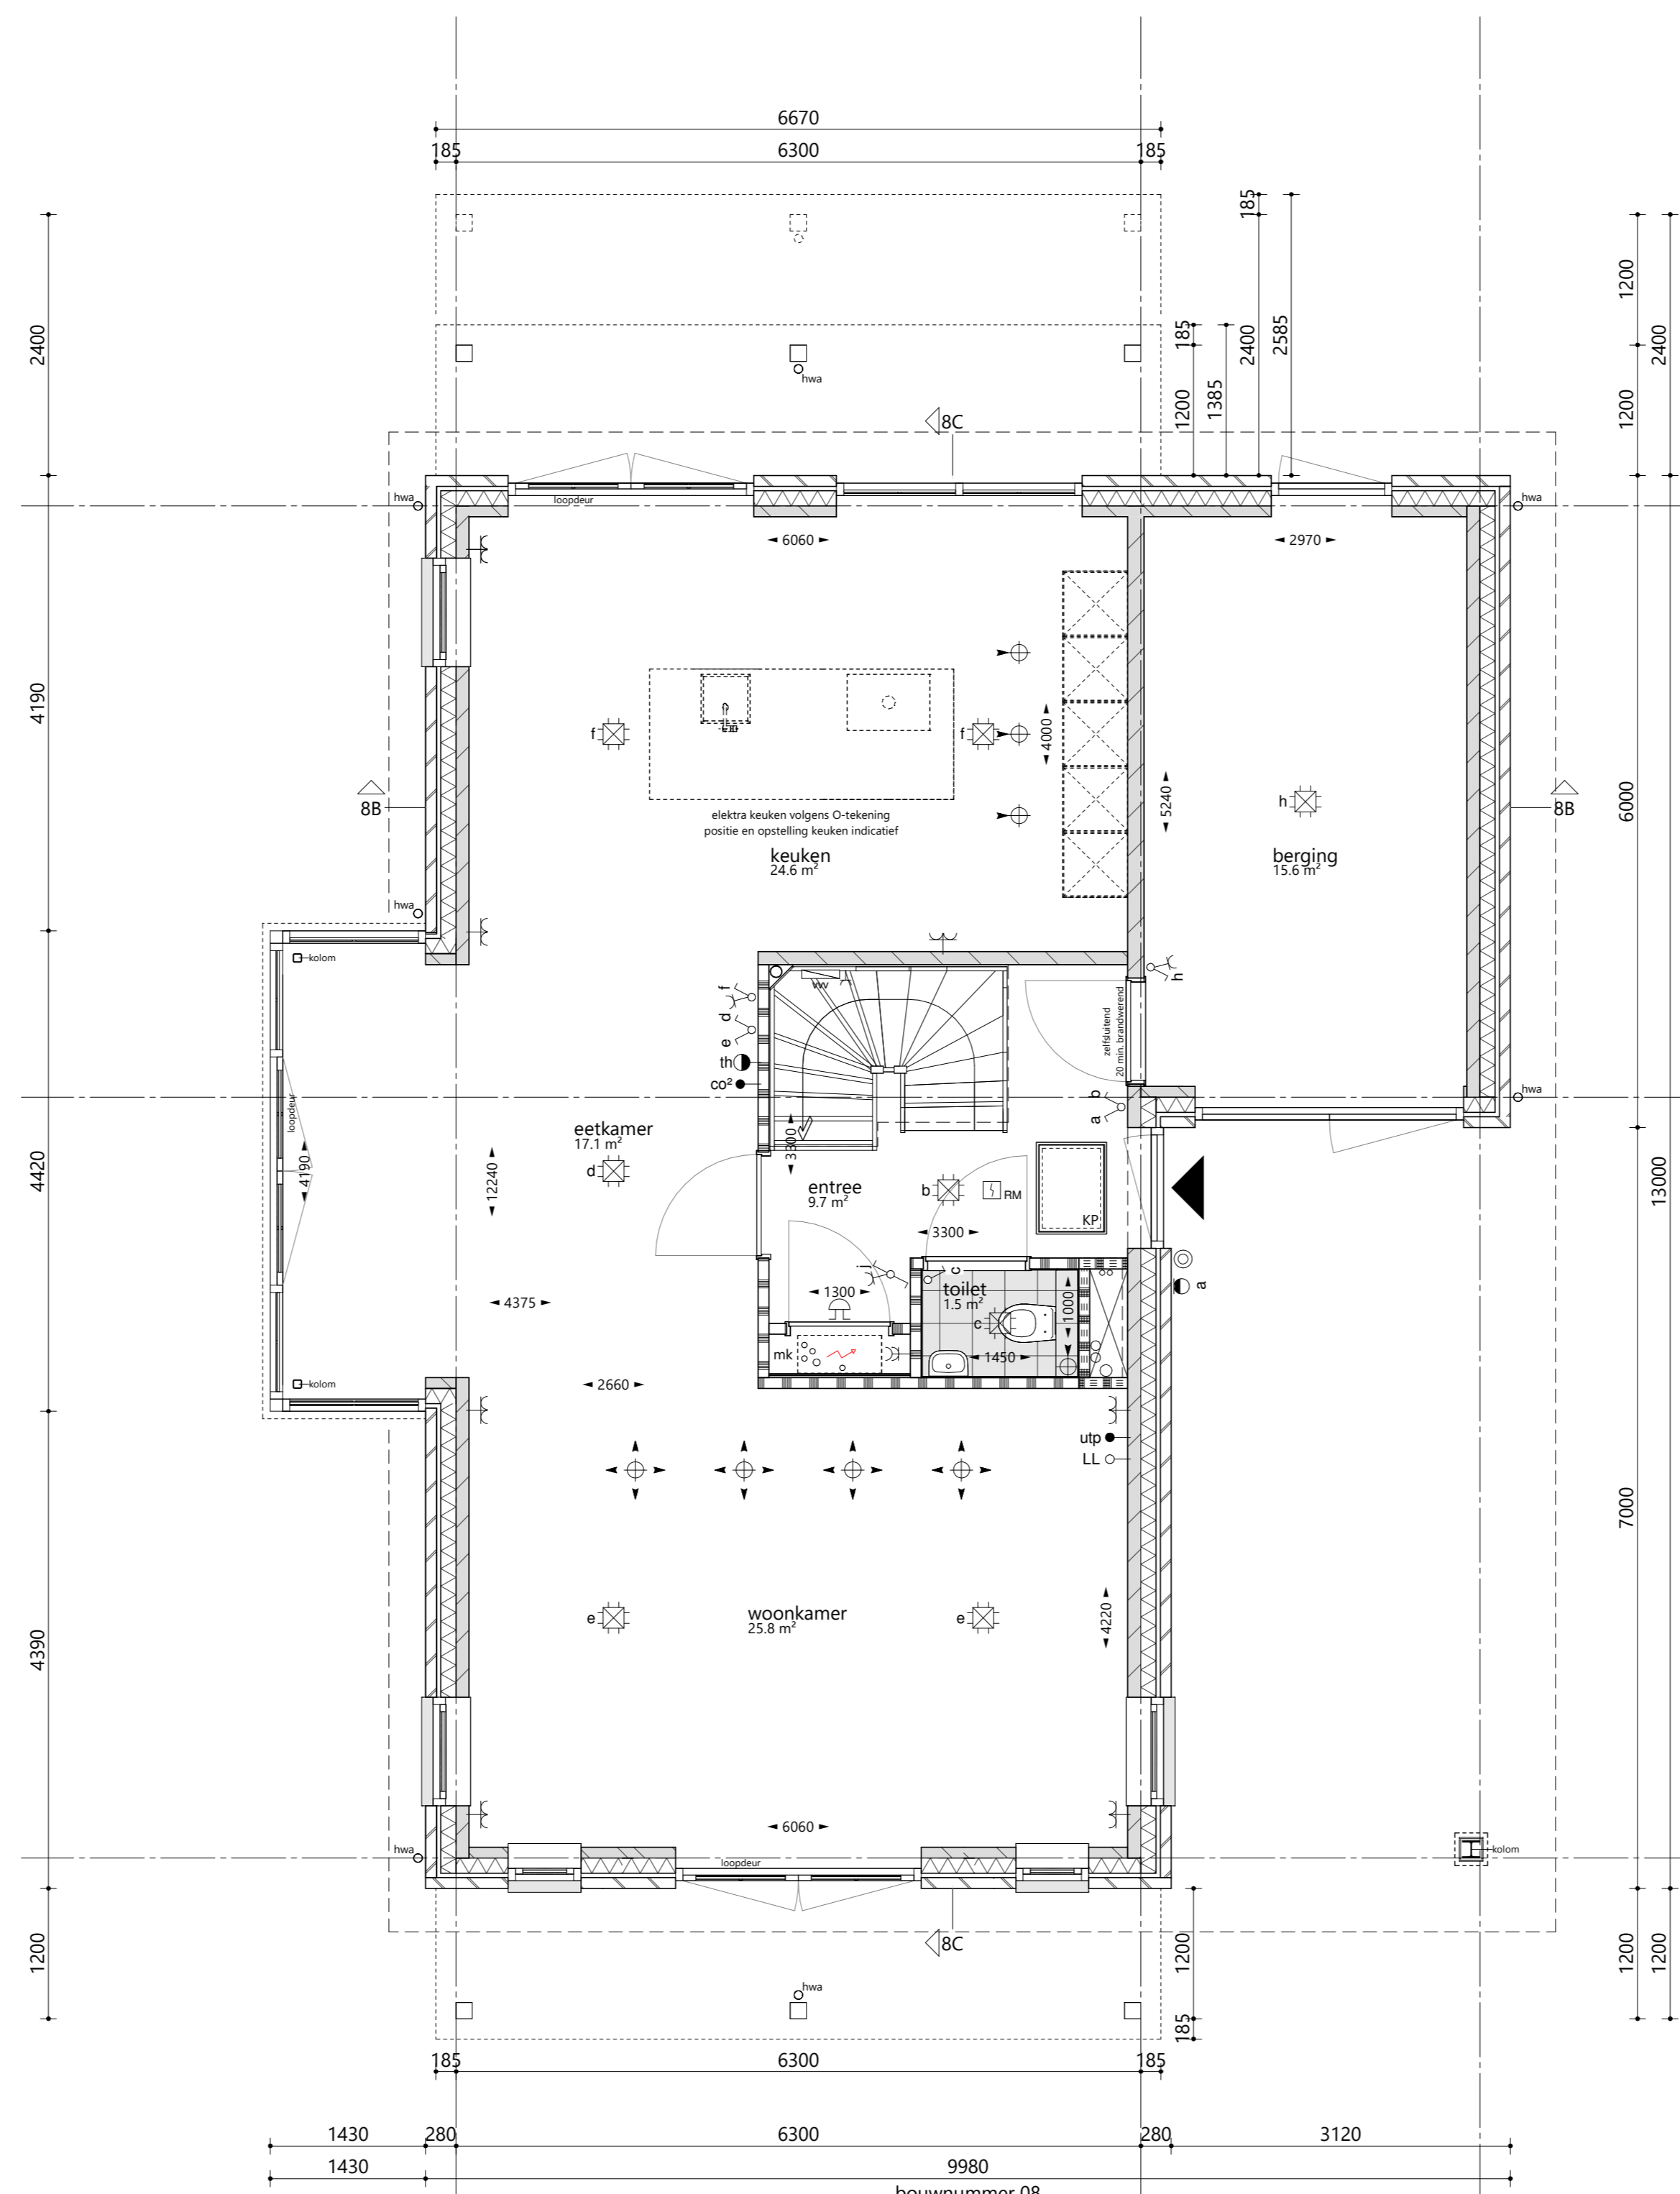 6670
185 6300 185
185
2400
2585
185
1200
1385
2400
1200
1200
2400
1200
hwa
8C
hwa
loopdeur
hwa
6060
2970
4190
f
f
4000
5240
h
6000
8B
8B
elektra keuken volgens O-tekening
positie en opstelling keuken indicatief
keuken
24.6 m²
berging
15.6 m²
hwa
kolom
vvv
f
d
e
th
co²
h
zelfsluitend
20 min. brandwerend
b
a
hwa
loopdeur
4190
4420
eetkamer
17.1 m²
d
12240
3300
entree
9.7 m²
b
RM
KP
3300
13000
4375
1300
j
c
toilet
1.5 m²
c
1000
1450
a
mk
kolom
2660
utp
LL
7000
4390
e
woonkamer
25.8 m²
e
4220
6060
hwa
loopdeur
kolom
8C
1200
1200
185
1200
1200
hwa
185 6300 185
1430 280 6300 280 3120
1430 9980
bouwnummer 08